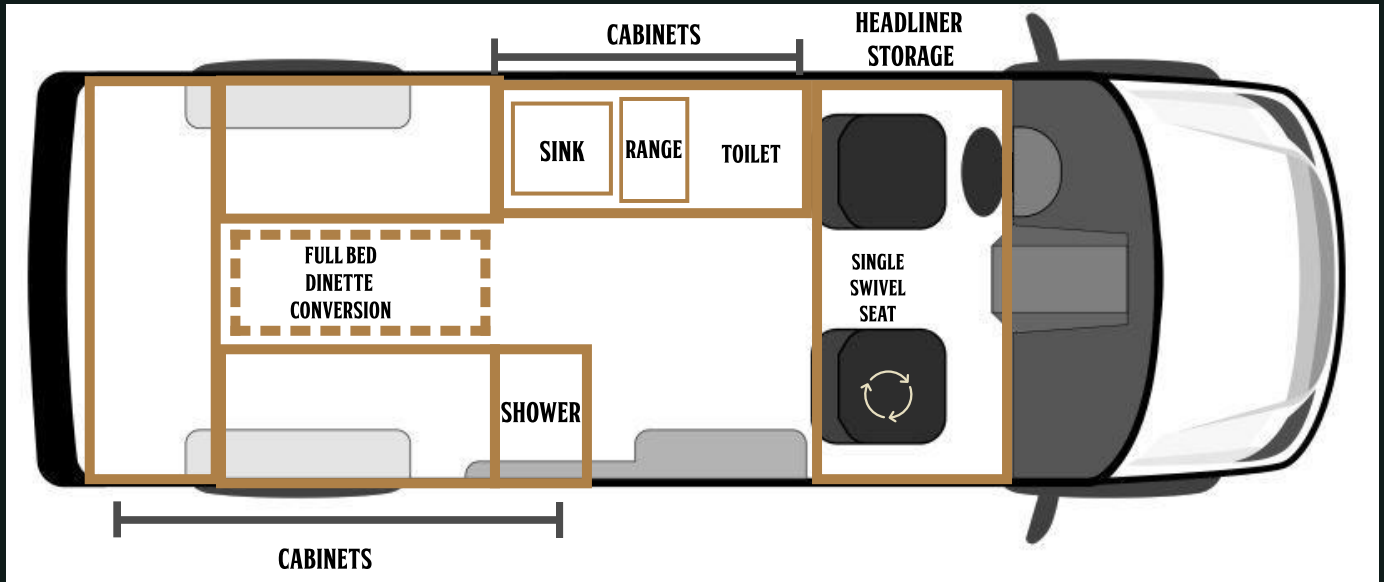 CABINETS
HEADLINER
STORAGE
SINK
RANGE
TOILET
FULL BED
DINETTE
CONVERSION
SINGLE
SWIVEL
SEAT
SHOWER
CABINETS